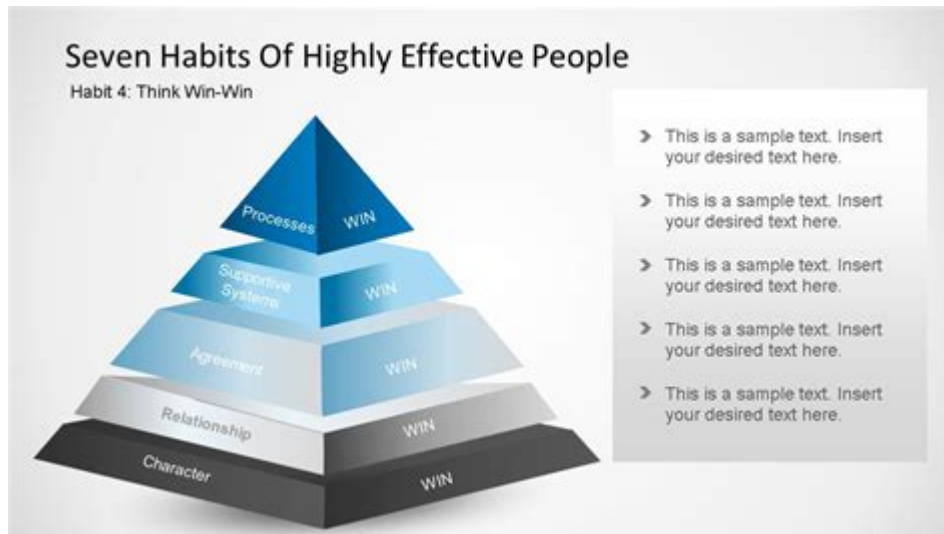 Seven Habits Of Highly Effective People
Habit 4: Think Win-Win
Processes
WIN
Supportive
Systems
WIN
Agreement
WIN
Relationship
WIN
Character
WIN
This is a sample text. Insert
your desired text here.
This is a sample text. Insert
your desired text here.
This is a sample text. Insert
your desired text here.
This is a sample text. Insert
your desired text here.
This is a sample text. Insert
your desired text here.